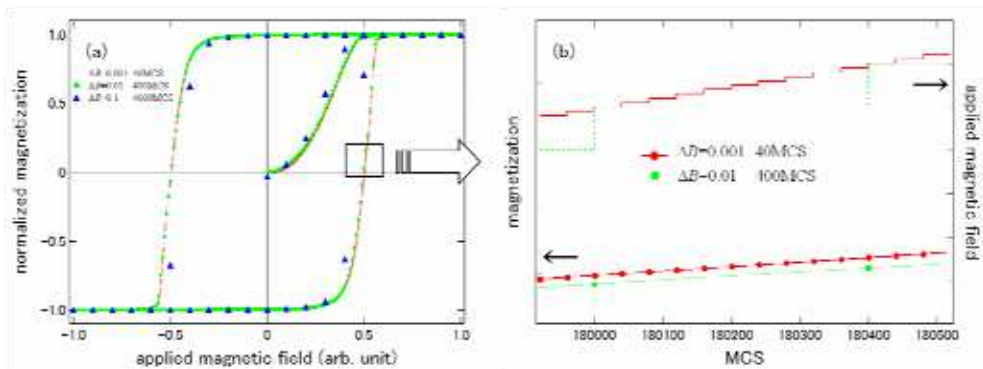 (a)
ΔB=0.001 40MCS
ΔB=0.01 400MCS
ΔB=0.1 4000MCS
normalized magnetization
1.0
0.5
0
-0.5
-1.0
-1.0 -0.5 0 0.5 1.0
applied magnetic field (arb. unit)
(b)
ΔB=0.001 40MCS
ΔB=0.01 400MCS
magnetization
applied magnetic field
180000 180100 180200 180300 180400 180500
MCS